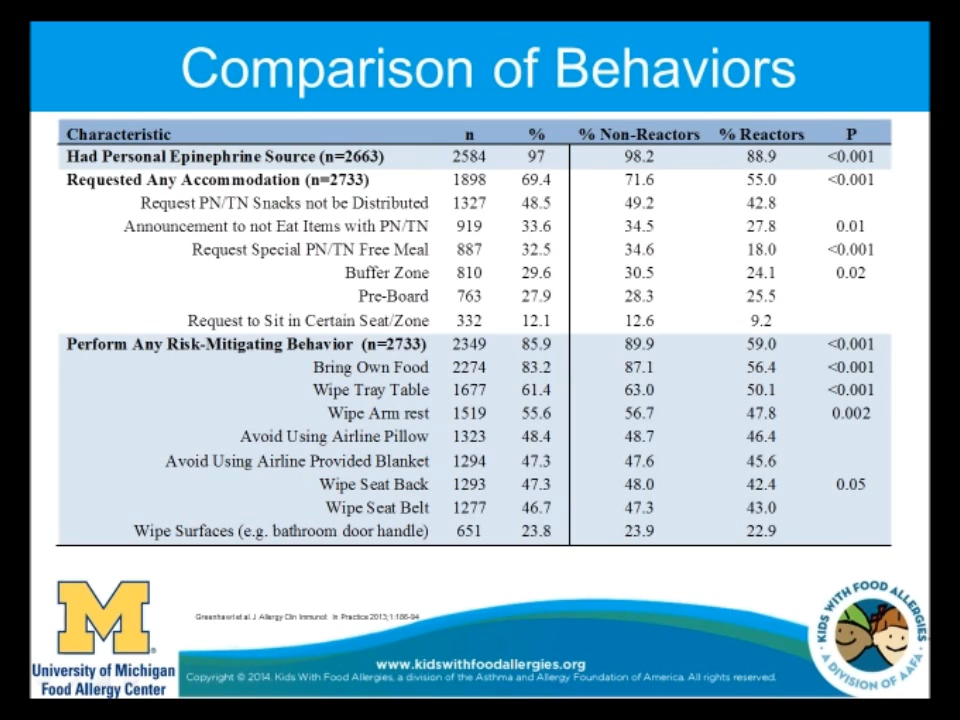 Comparison of Behaviors
Characteristic n % % Non-Reactors % Reactors P
Had Personal Epinephrine Source (n=2663) 2584 97 98.2 88.9 <0.001
Requested Any Accommodation (n=2733) 1898 69.4 71.6 55.0 <0.001
Request PN/TN Snacks not be Distributed 1327 48.5 49.2 42.8
Announcement to not Eat Items with PN/TN 919 33.6 34.5 27.8 0.01
Request Special PN/TN Free Meal 887 32.5 34.6 18.0 <0.001
Buffer Zone 810 29.6 30.5 24.1 0.02
Pre-Board 763 27.9 28.3 25.5
Request to Sit in Certain Seat/Zone 332 12.1 12.6 9.2
Perform Any Risk-Mitigating Behavior (n=2733) 2349 85.9 89.9 59.0 <0.001
Bring Own Food 2274 83.2 87.1 56.4 <0.001
Wipe Tray Table 1677 61.4 63.0 50.1 <0.001
Wipe Arm rest 1519 55.6 56.7 47.8 0.002
Avoid Using Airline Pillow 1323 48.4 48.7 46.4
Avoid Using Airline Provided Blanket 1294 47.3 47.6 45.6
Wipe Seat Back 1293 47.3 48.0 42.4 0.05
Wipe Seat Belt 1277 46.7 47.3 43.0
Wipe Surfaces (e.g. bathroom door handle) 651 23.8 23.9 22.9
M
University of Michigan
Food Allergy Center
Greenhawt et al. J Allergy Clin Immunol: In Practice 2013;1:186-94
www.kidswithfoodallergies.org
Copyright © 2014. Kids With Food Allergies, a division of the Asthma and Allergy Foundation of America. All rights reserved.
KIDS WITH FOOD ALLERGIES
A DIVISION OF AAFA